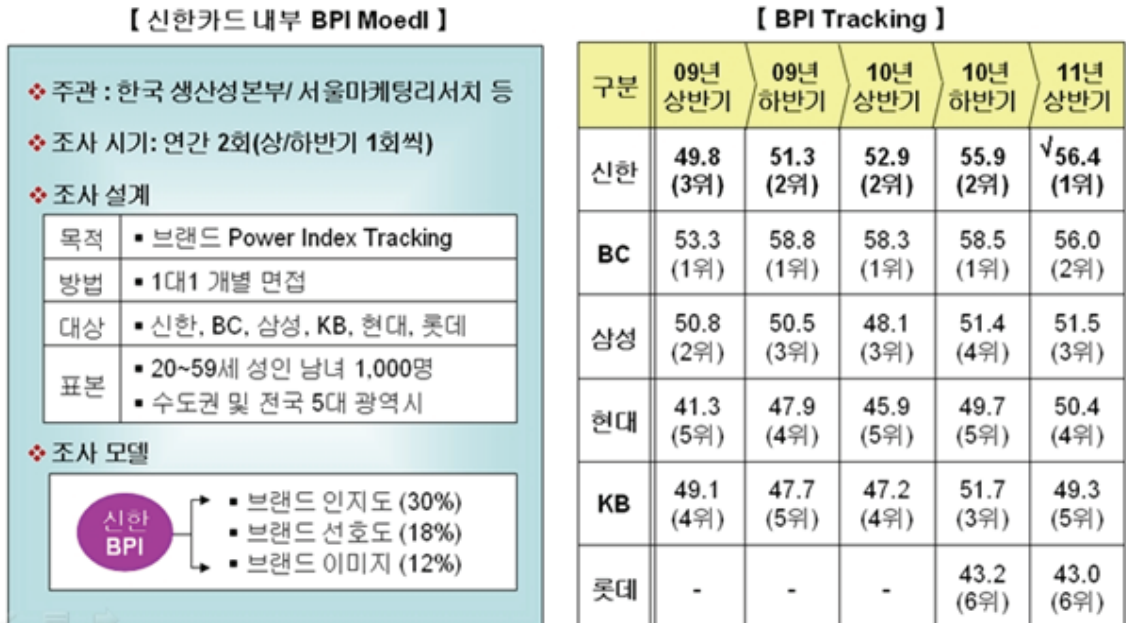 【 신한카드 내부 BPI Moedl 】
❖ 주관 : 한국 생산성본부/ 서울마케팅리서치 등
❖ 조사 시기: 연간 2회(상/하반기 1회씩)
❖ 조사 설계
목적 ▪ 브랜드 Power Index Tracking
방법 ▪ 1대1 개별 면접
대상 ▪ 신한, BC, 삼성, KB, 현대, 롯데
표본 ▪ 20~59세 성인 남녀 1,000명
▪ 수도권 및 전국 5대 광역시
❖ 조사 모델
신한
BPI
▪ 브랜드 인지도 (30%)
▪ 브랜드 선호도 (18%)
▪ 브랜드 이미지 (12%)
【 BPI Tracking 】
구분 09년 09년 10년 10년 11년
상반기 하반기 상반기 하반기 상반기
신한 49.8 51.3 52.9 55.9 √56.4
(3위) (2위) (2위) (2위) (1위)
BC 53.3 58.8 58.3 58.5 56.0
(1위) (1위) (1위) (1위) (2위)
삼성 50.8 50.5 48.1 51.4 51.5
(2위) (3위) (3위) (4위) (3위)
현대 41.3 47.9 45.9 49.7 50.4
(5위) (4위) (5위) (5위) (4위)
KB 49.1 47.7 47.2 51.7 49.3
(4위) (5위) (4위) (3위) (5위)
롯데 - - - 43.2 43.0
(6위) (6위)